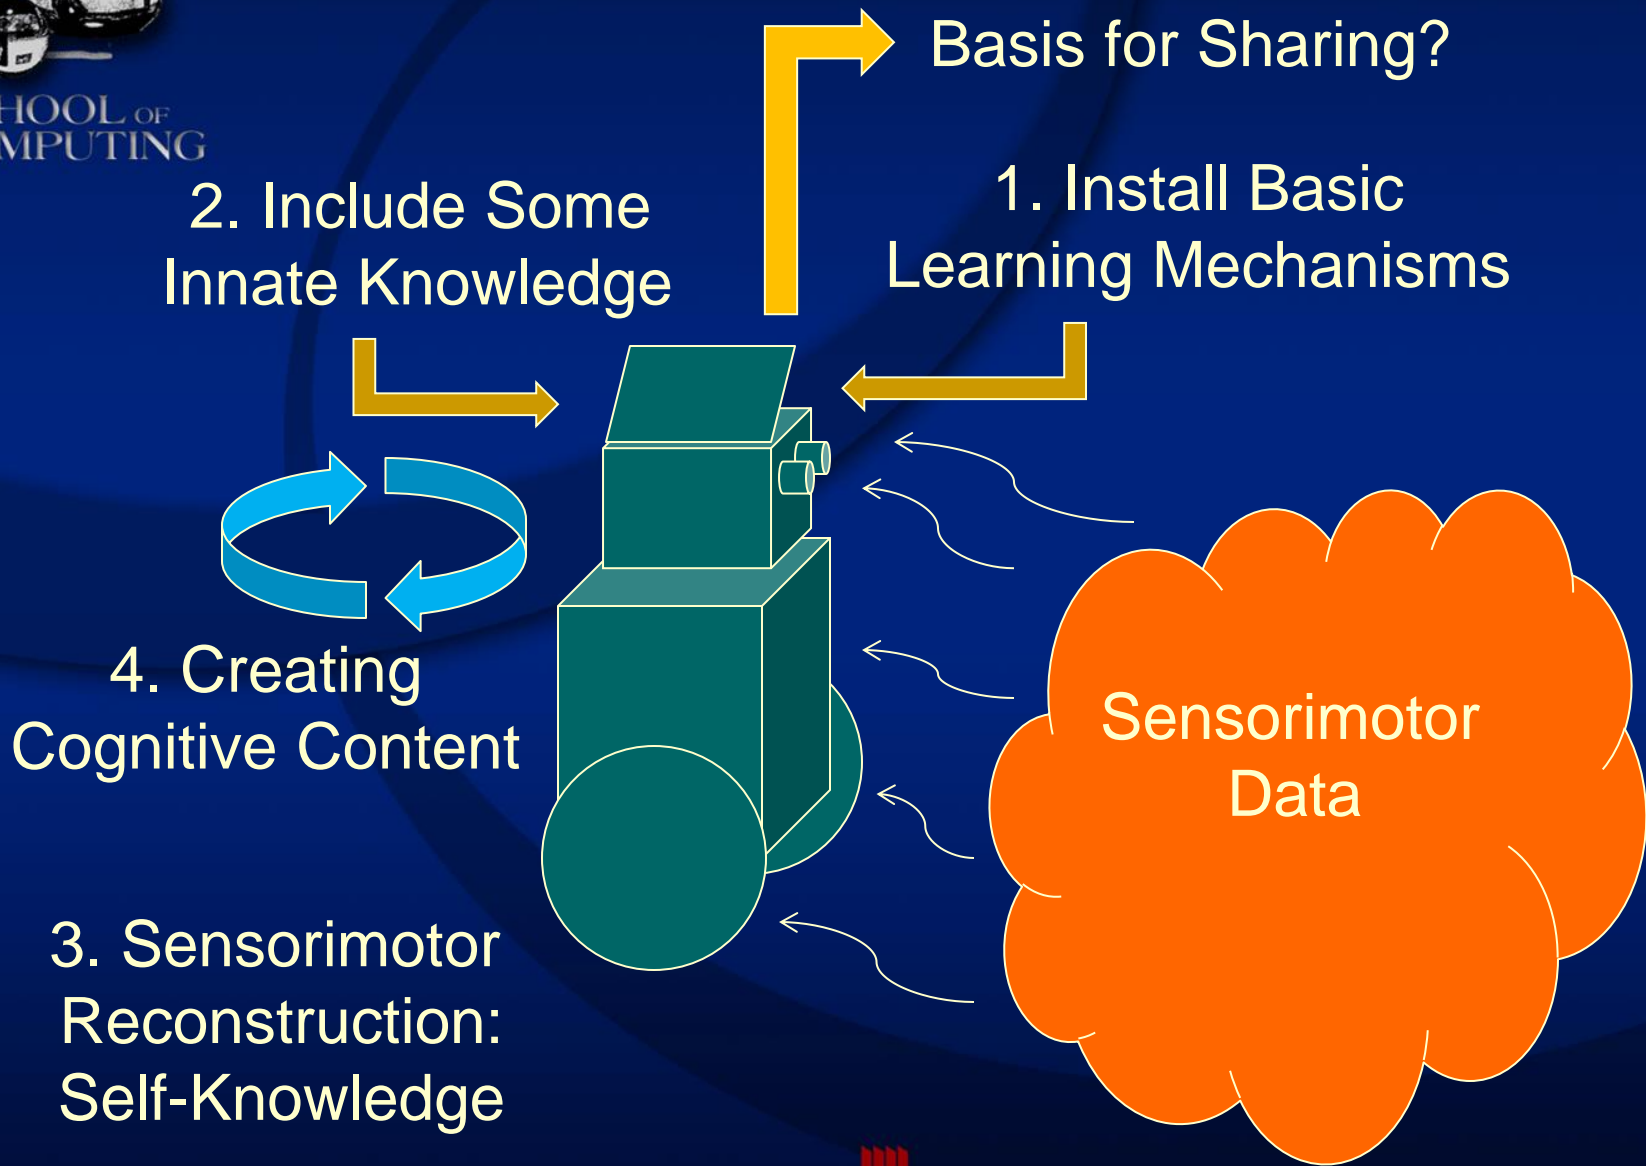 Basis for Sharing?
HOOL OF
MPUTING
1. Install Basic
Learning Mechanisms
2. Include Some
Innate Knowledge
4. Creating
Cognitive Content
Sensorimotor
Data
3. Sensorimotor
Reconstruction:
Self-Knowledge